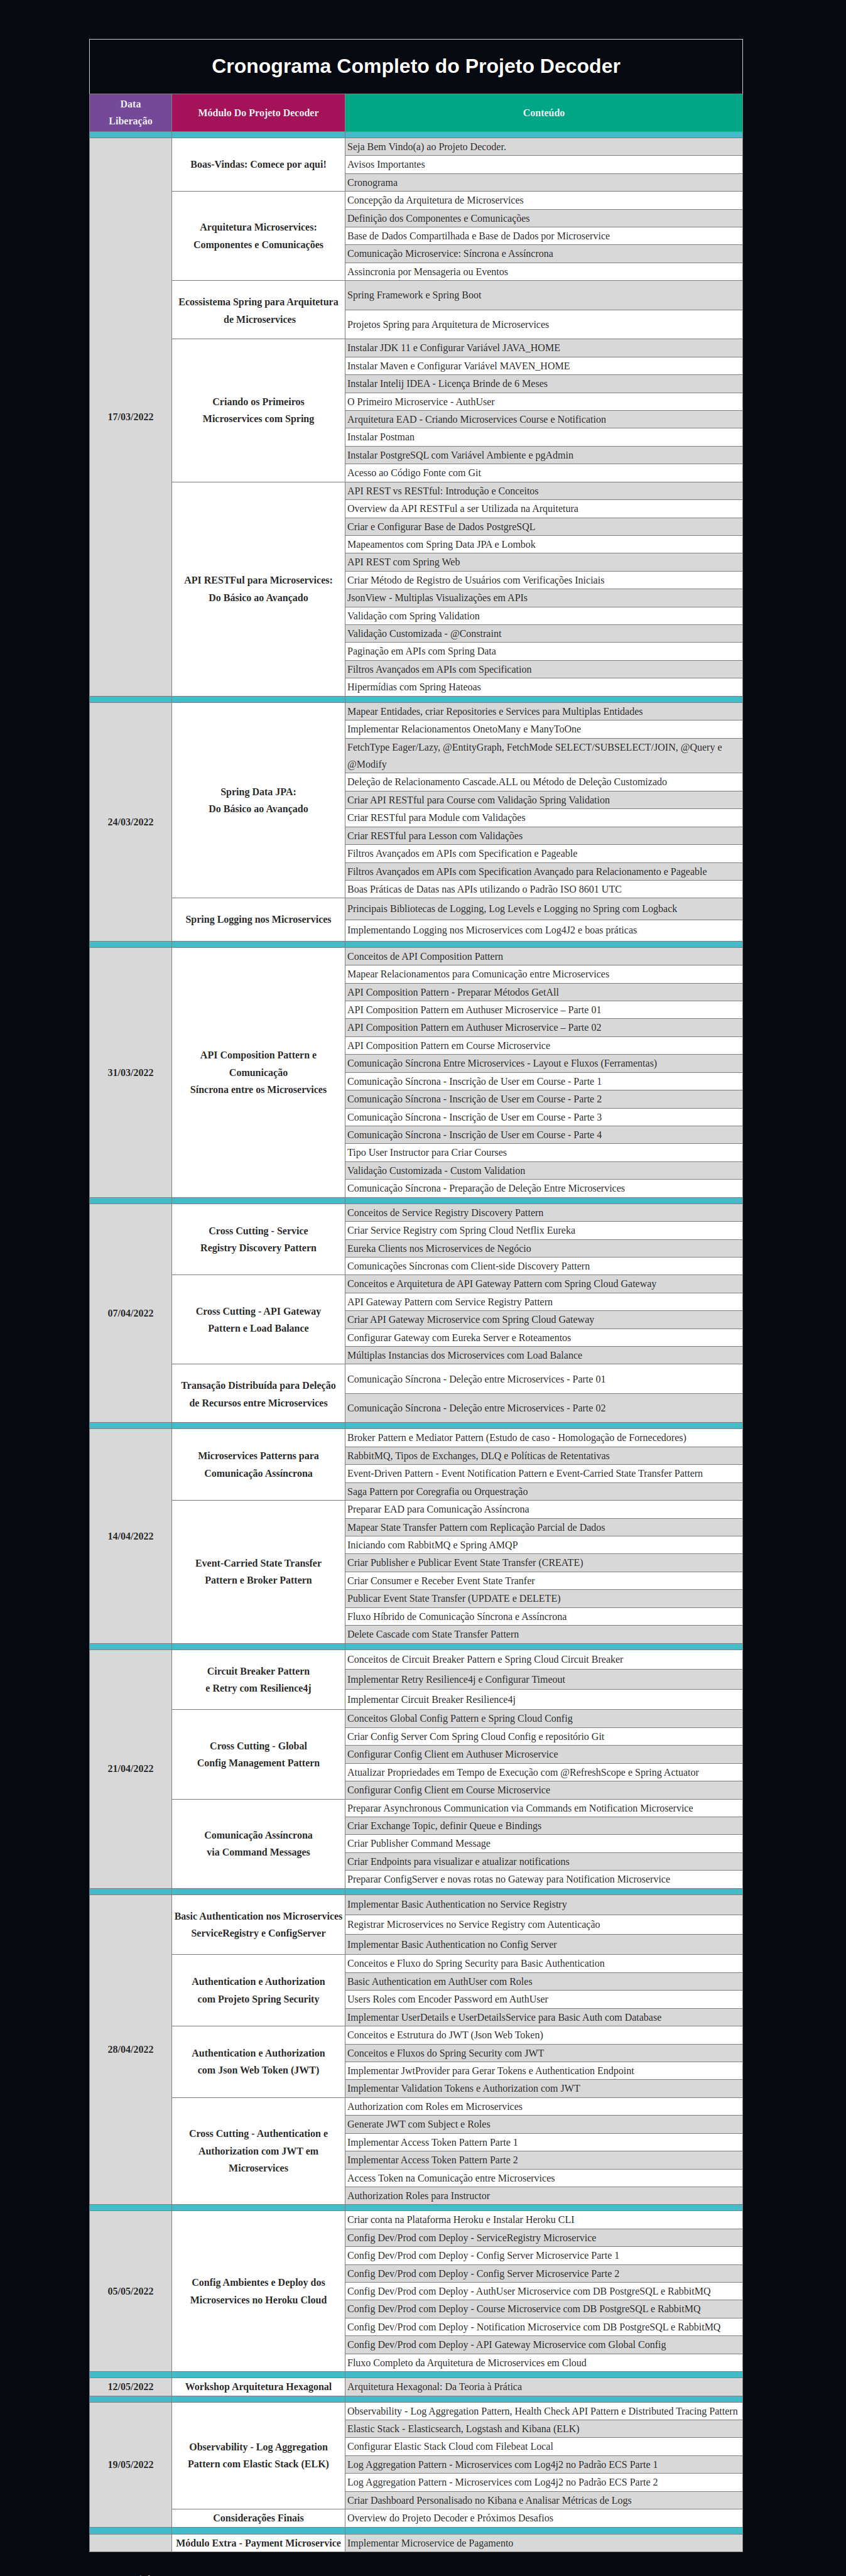 Cronograma Completo do Projeto Decoder
Data
Liberação
Módulo Do Projeto Decoder
Conteúdo
17/03/2022
Boas-Vindas: Comece por aqui!
Seja Bem Vindo(a) ao Projeto Decoder.
Avisos Importantes
Cronograma
Arquitetura Microservices:
Componentes e Comunicações
Concepção da Arquitetura de Microservices
Definição dos Componentes e Comunicações
Base de Dados Compartilhada e Base de Dados por Microservice
Comunicação Microservice: Síncrona e Assíncrona
Assincronia por Mensageria ou Eventos
Ecossistema Spring para Arquitetura
de Microservices
Spring Framework e Spring Boot
Projetos Spring para Arquitetura de Microservices
Criando os Primeiros
Microservices com Spring
Instalar JDK 11 e Configurar Variável JAVA_HOME
Instalar Maven e Configurar Variável MAVEN_HOME
Instalar Intelij IDEA - Licença Brinde de 6 Meses
O Primeiro Microservice - AuthUser
Arquitetura EAD - Criando Microservices Course e Notification
Instalar Postman
Instalar PostgreSQL com Variável Ambiente e pgAdmin
Acesso ao Código Fonte com Git
API RESTFul para Microservices:
Do Básico ao Avançado
API REST vs RESTful: Introdução e Conceitos
Overview da API RESTFul a ser Utilizada na Arquitetura
Criar e Configurar Base de Dados PostgreSQL
Mapeamentos com Spring Data JPA e Lombok
API REST com Spring Web
Criar Método de Registro de Usuários com Verificações Iniciais
JsonView - Multiplas Visualizações em APIs
Validação com Spring Validation
Validação Customizada - @Constraint
Paginação em APIs com Spring Data
Filtros Avançados em APIs com Specification
Hipermídias com Spring Hateoas
24/03/2022
Spring Data JPA:
Do Básico ao Avançado
Mapear Entidades, criar Repositories e Services para Multiplas Entidades
Implementar Relacionamentos OnetoMany e ManyToOne
FetchType Eager/Lazy, @EntityGraph, FetchMode SELECT/SUBSELECT/JOIN, @Query e
@Modify
Deleção de Relacionamento Cascade.ALL ou Método de Deleção Customizado
Criar API RESTful para Course com Validação Spring Validation
Criar RESTful para Module com Validações
Criar RESTful para Lesson com Validações
Filtros Avançados em APIs com Specification e Pageable
Filtros Avançados em APIs com Specification Avançado para Relacionamento e Pageable
Boas Práticas de Datas nas APIs utilizando o Padrão ISO 8601 UTC
Spring Logging nos Microservices
Principais Bibliotecas de Logging, Log Levels e Logging no Spring com Logback
Implementando Logging nos Microservices com Log4J2 e boas práticas
31/03/2022
API Composition Pattern e
Comunicação
Síncrona entre os Microservices
Conceitos de API Composition Pattern
Mapear Relacionamentos para Comunicação entre Microservices
API Composition Pattern - Preparar Métodos GetAll
API Composition Pattern em Authuser Microservice – Parte 01
API Composition Pattern em Authuser Microservice – Parte 02
API Composition Pattern em Course Microservice
Comunicação Síncrona Entre Microservices - Layout e Fluxos (Ferramentas)
Comunicação Síncrona - Inscrição de User em Course - Parte 1
Comunicação Síncrona - Inscrição de User em Course - Parte 2
Comunicação Síncrona - Inscrição de User em Course - Parte 3
Comunicação Síncrona - Inscrição de User em Course - Parte 4
Tipo User Instructor para Criar Courses
Validação Customizada - Custom Validation
Comunicação Síncrona - Preparação de Deleção Entre Microservices
07/04/2022
Cross Cutting - Service
Registry Discovery Pattern
Conceitos de Service Registry Discovery Pattern
Criar Service Registry com Spring Cloud Netflix Eureka
Eureka Clients nos Microservices de Negócio
Comunicações Síncronas com Client-side Discovery Pattern
Cross Cutting - API Gateway
Pattern e Load Balance
Conceitos e Arquitetura de API Gateway Pattern com Spring Cloud Gateway
API Gateway Pattern com Service Registry Pattern
Criar API Gateway Microservice com Spring Cloud Gateway
Configurar Gateway com Eureka Server e Roteamentos
Múltiplas Instancias dos Microservices com Load Balance
Transação Distribuída para Deleção
de Recursos entre Microservices
Comunicação Síncrona - Deleção entre Microservices - Parte 01
Comunicação Síncrona - Deleção entre Microservices - Parte 02
14/04/2022
Microservices Patterns para
Comunicação Assíncrona
Broker Pattern e Mediator Pattern (Estudo de caso - Homologação de Fornecedores)
RabbitMQ, Tipos de Exchanges, DLQ e Políticas de Retentativas
Event-Driven Pattern - Event Notification Pattern e Event-Carried State Transfer Pattern
Saga Pattern por Coregrafia ou Orquestração
Event-Carried State Transfer
Pattern e Broker Pattern
Preparar EAD para Comunicação Assíncrona
Mapear State Transfer Pattern com Replicação Parcial de Dados
Iniciando com RabbitMQ e Spring AMQP
Criar Publisher e Publicar Event State Transfer (CREATE)
Criar Consumer e Receber Event State Tranfer
Publicar Event State Transfer (UPDATE e DELETE)
Fluxo Híbrido de Comunicação Síncrona e Assíncrona
Delete Cascade com State Transfer Pattern
21/04/2022
Circuit Breaker Pattern
e Retry com Resilience4j
Conceitos de Circuit Breaker Pattern e Spring Cloud Circuit Breaker
Implementar Retry Resilience4j e Configurar Timeout
Implementar Circuit Breaker Resilience4j
Cross Cutting - Global
Config Management Pattern
Conceitos Global Config Pattern e Spring Cloud Config
Criar Config Server Com Spring Cloud Config e repositório Git
Configurar Config Client em Authuser Microservice
Atualizar Propriedades em Tempo de Execução com @RefreshScope e Spring Actuator
Configurar Config Client em Course Microservice
Comunicação Assíncrona
via Command Messages
Preparar Asynchronous Communication via Commands em Notification Microservice
Criar Exchange Topic, definir Queue e Bindings
Criar Publisher Command Message
Criar Endpoints para visualizar e atualizar notifications
Preparar ConfigServer e novas rotas no Gateway para Notification Microservice
28/04/2022
Basic Authentication nos Microservices
ServiceRegistry e ConfigServer
Implementar Basic Authentication no Service Registry
Registrar Microservices no Service Registry com Autenticação
Implementar Basic Authentication no Config Server
Authentication e Authorization
com Projeto Spring Security
Conceitos e Fluxo do Spring Security para Basic Authentication
Basic Authentication em AuthUser com Roles
Users Roles com Encoder Password em AuthUser
Implementar UserDetails e UserDetailsService para Basic Auth com Database
Authentication e Authorization
com Json Web Token (JWT)
Conceitos e Estrutura do JWT (Json Web Token)
Conceitos e Fluxos do Spring Security com JWT
Implementar JwtProvider para Gerar Tokens e Authentication Endpoint
Implementar Validation Tokens e Authorization com JWT
Cross Cutting - Authentication e
Authorization com JWT em
Microservices
Authorization com Roles em Microservices
Generate JWT com Subject e Roles
Implementar Access Token Pattern Parte 1
Implementar Access Token Pattern Parte 2
Access Token na Comunicação entre Microservices
Authorization Roles para Instructor
05/05/2022
Config Ambientes e Deploy dos
Microservices no Heroku Cloud
Criar conta na Plataforma Heroku e Instalar Heroku CLI
Config Dev/Prod com Deploy - ServiceRegistry Microservice
Config Dev/Prod com Deploy - Config Server Microservice Parte 1
Config Dev/Prod com Deploy - Config Server Microservice Parte 2
Config Dev/Prod com Deploy - AuthUser Microservice com DB PostgreSQL e RabbitMQ
Config Dev/Prod com Deploy - Course Microservice com DB PostgreSQL e RabbitMQ
Config Dev/Prod com Deploy - Notification Microservice com DB PostgreSQL e RabbitMQ
Config Dev/Prod com Deploy - API Gateway Microservice com Global Config
Fluxo Completo da Arquitetura de Microservices em Cloud
12/05/2022
Workshop Arquitetura Hexagonal
Arquitetura Hexagonal: Da Teoria à Prática
19/05/2022
Observability - Log Aggregation
Pattern com Elastic Stack (ELK)
Observability - Log Aggregation Pattern, Health Check API Pattern e Distributed Tracing Pattern
Elastic Stack - Elasticsearch, Logstash and Kibana (ELK)
Configurar Elastic Stack Cloud com Filebeat Local
Log Aggregation Pattern - Microservices com Log4j2 no Padrão ECS Parte 1
Log Aggregation Pattern - Microservices com Log4j2 no Padrão ECS Parte 2
Criar Dashboard Personalisado no Kibana e Analisar Métricas de Logs
Considerações Finais
Overview do Projeto Decoder e Próximos Desafios
Módulo Extra - Payment Microservice
Implementar Microservice de Pagamento